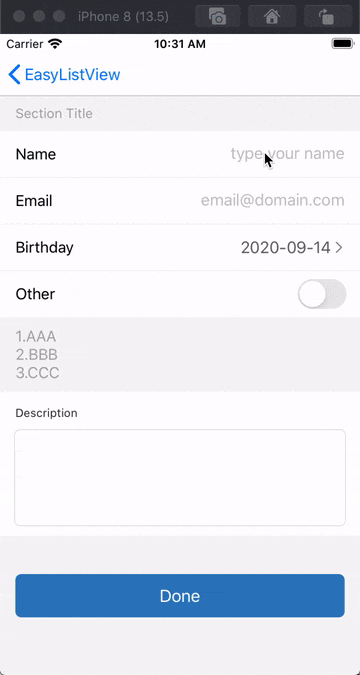 iPhone 8 (13.5)
Carrier 10:31 AM
EasyListView
Section Title
Name type your name
Email email@domain.com
Birthday 2020-09-14
Other
1.AAA
2.BBB
3.CCC
Description
Done